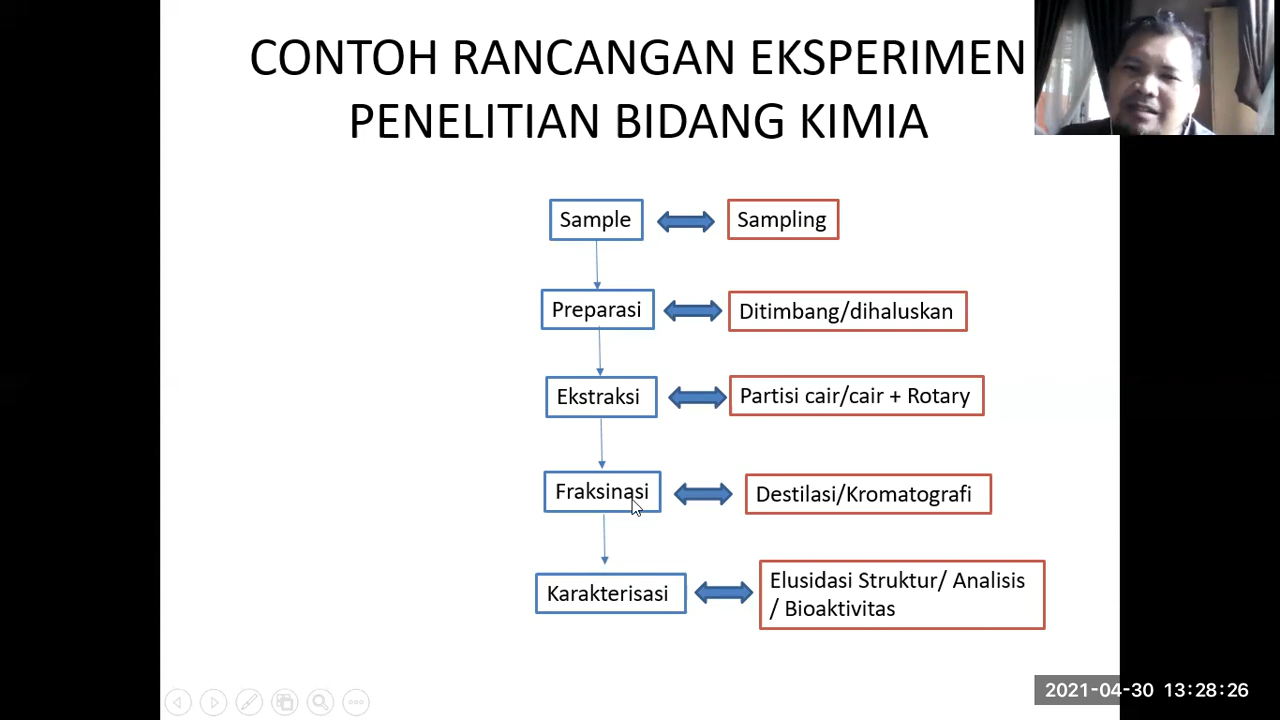 CONTOH RANCANGAN EKSPERIMEN
PENELITIAN BIDANG KIMIA
Sample
Sampling
Preparasi
Ditimbang/dihaluskan
Ekstraksi
Partisi cair/cair + Rotary
Fraksinasi
Destilasi/Kromatografi
Karakterisasi
Elusidasi Struktur/ Analisis
/ Bioaktivitas
2021-04-30 13:28:26